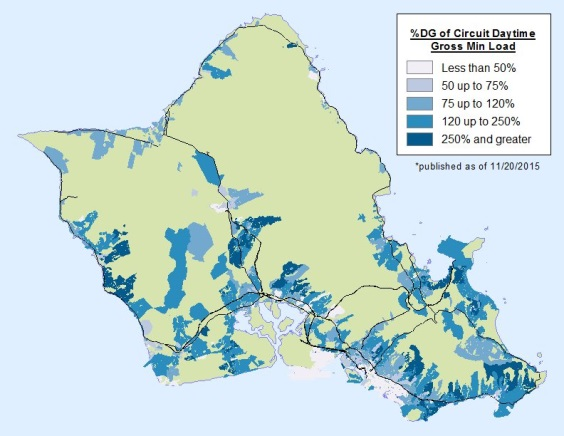 %DG of Circuit Daytime
Gross Min Load
Less than 50%
50 up to 75%
75 up to 120%
120 up to 250%
250% and greater
*published as of 11/20/2015